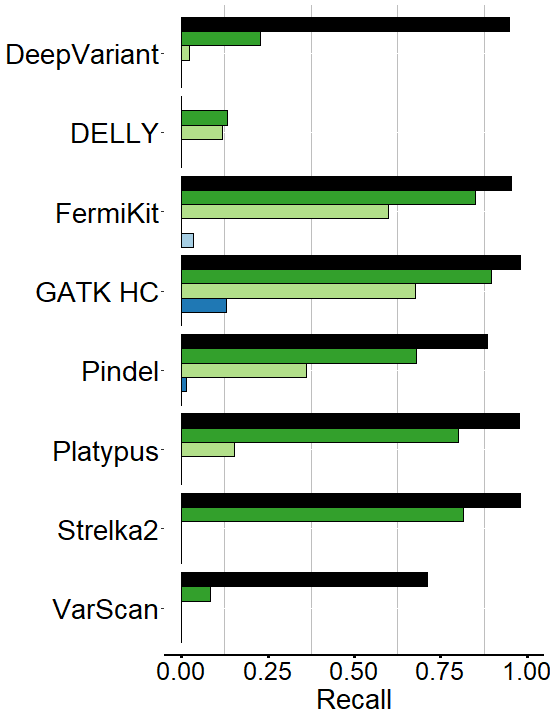 DeepVariant
DELLY
FermiKit
GATK HC
Pindel
Platypus
Strelka2
VarScan
0.00 0.25 0.50 0.75 1.00
Recall